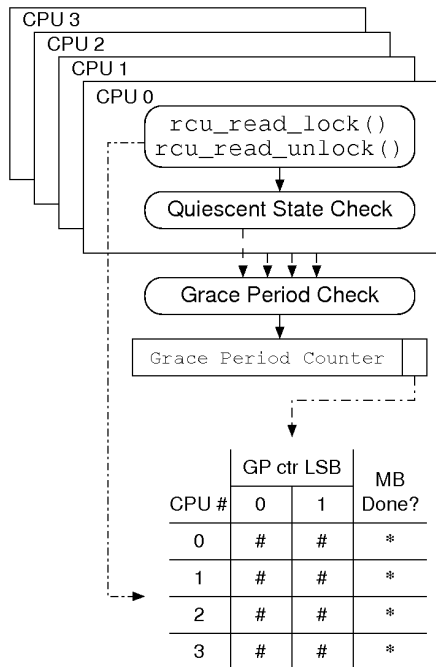 CPU 3
CPU 2
CPU 1
CPU 0
rcu_read_lock()
rcu_read_unlock()
Quiescent State Check
Grace Period Check
Grace Period Counter
GP ctr LSB MB
CPU # 0 1 Done?
0 # # *
1 # # *
2 # # *
3 # # *